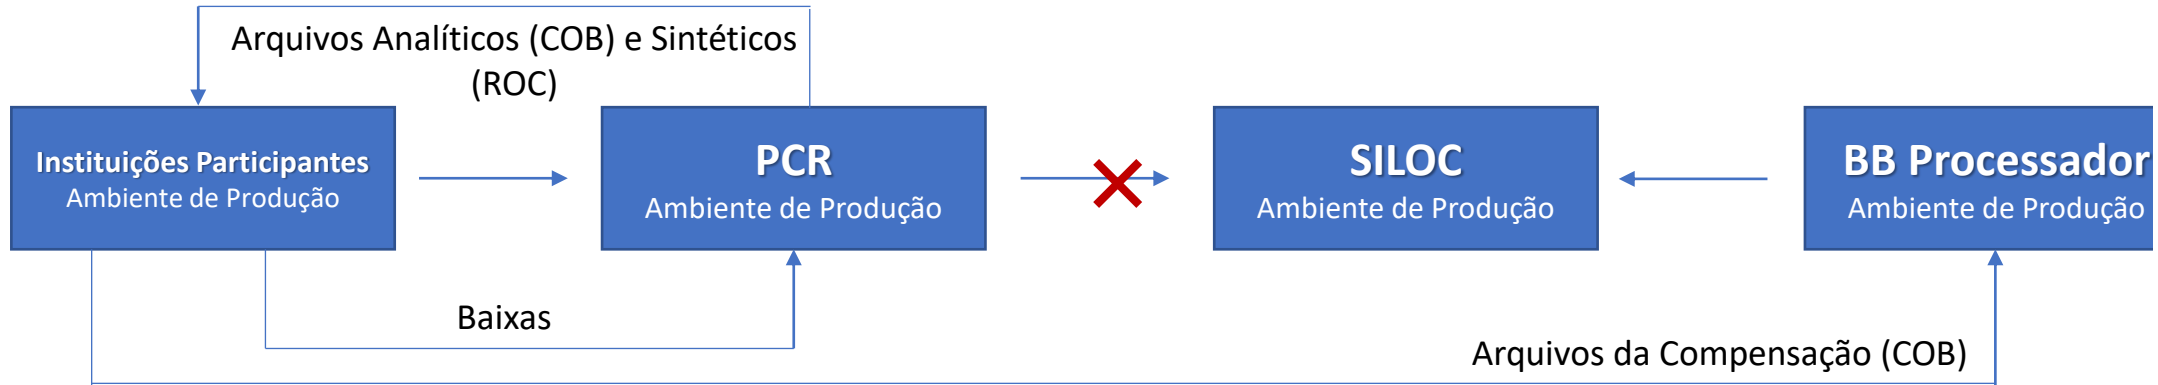 Arquivos Analíticos (COB) e Sintéticos
(ROC)
Instituições Participantes
Ambiente de Produção
PCR
Ambiente de Produção
SILOC
Ambiente de Produção
BB Processador
Ambiente de Produção
Baixas
Arquivos da Compensação (COB)